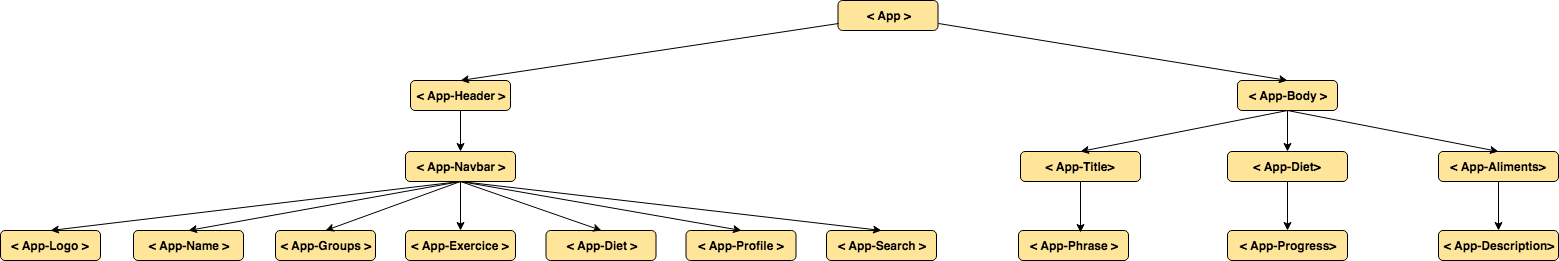 < App >
< App-Header >
< App-Body >
< App-Navbar >
< App-Title>
< App-Diet>
< App-Aliments>
< App-Logo >
< App-Name >
< App-Groups >
< App-Exercice >
< App-Diet >
< App-Profile >
< App-Search >
< App-Phrase >
< App-Progress>
< App-Description>